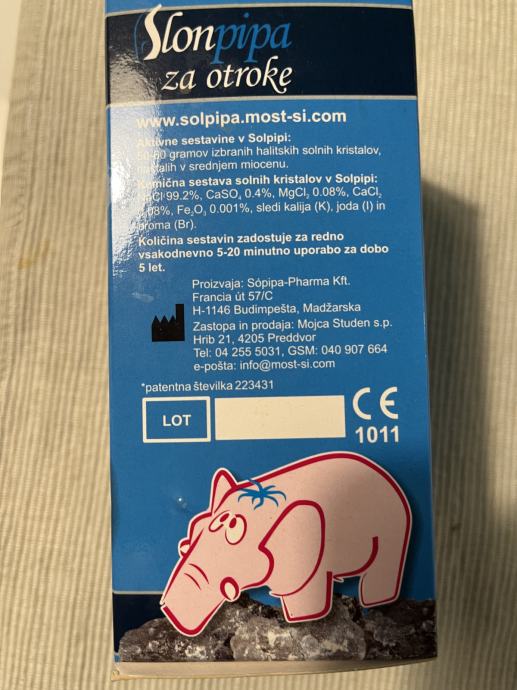 Slonpipa
za otroke
www.solpipa.most-si.com
Aktivne sestavine v Solpipi:
50-60 gramov izbranih halitskih solnih kristalov,
nastalih v srednjem miocenu.
Kemična sestava solnih kristalov v Solpipi:
NaCl 99.2%, CaSO₄ 0.4%, MgCl₂ 0.08%, CaCl₂
0.08%, Fe₂O₃ 0.001%, sledi kalija (K), joda (I) in
broma (Br).
Količina sestavin zadostuje za redno
vsakodnevno 5-20 minutno uporabo za dobo
5 let.
Proizvaja: Sópipa-Pharma Kft.
Francia út 57/C
H-1146 Budimpešta, Madžarska
Zastopa in prodaja: Mojca Studen s.p.
Hrib 21, 4205 Preddvor
Tel: 04 255 5031, GSM: 040 907 664
e-pošta: info@most-si.com
*patentna številka 223431
LOT
CE
1011